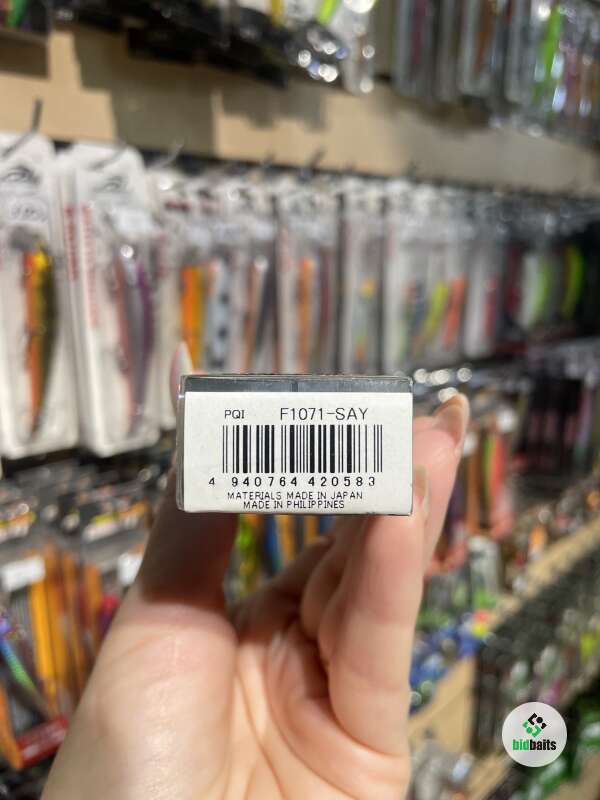 PQI F1071-SAY
4 940764 420583
MATERIALS MADE IN JAPAN
MADE IN PHILIPPINES
bidbaits